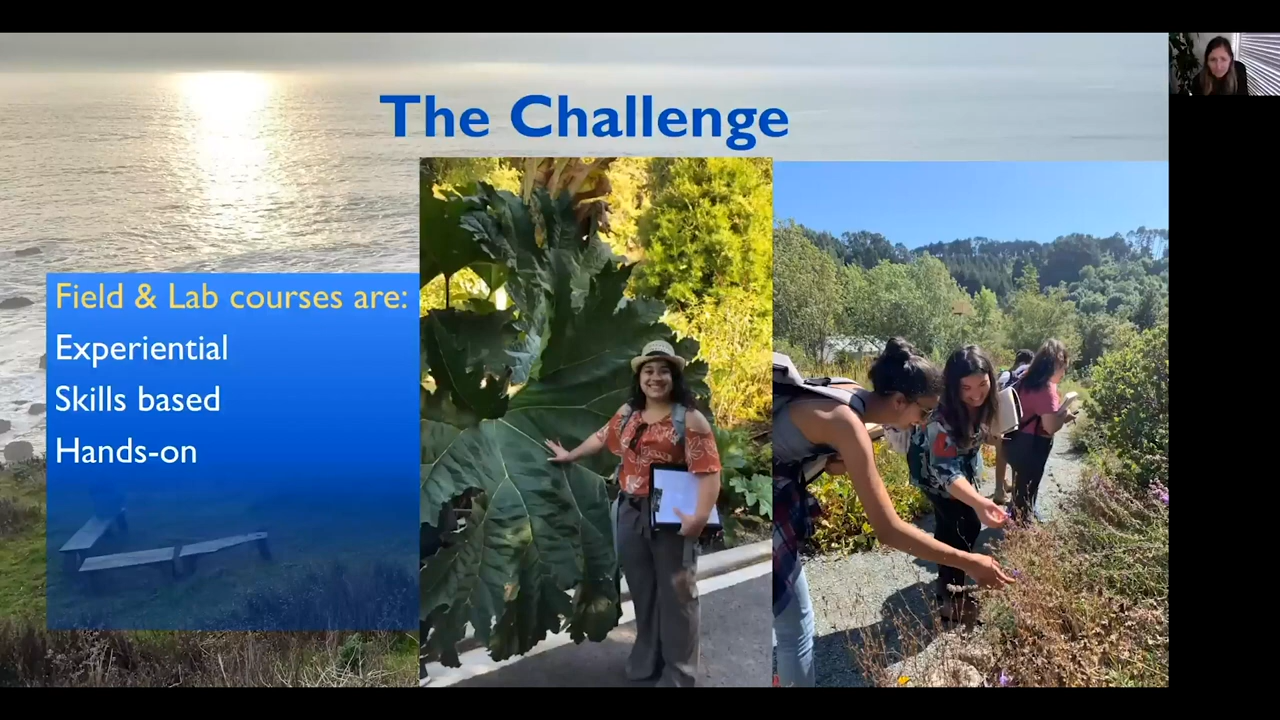 The Challenge
Field & Lab courses are:
Experiential
Skills based
Hands-on